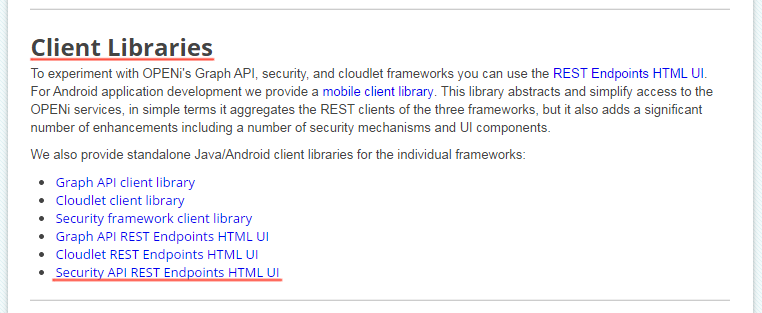 Client Libraries
To experiment with OPENi's Graph API, security, and cloudlet frameworks you can use the REST Endpoints HTML UI.
For Android application development we provide a mobile client library. This library abstracts and simplify access to the
OPENi services, in simple terms it aggregates the REST clients of the three frameworks, but it also adds a significant
number of enhancements including a number of security mechanisms and UI components.
We also provide standalone Java/Android client libraries for the individual frameworks:
Graph API client library
Cloudlet client library
Security framework client library
Graph API REST Endpoints HTML UI
Cloudlet REST Endpoints HTML UI
Security API REST Endpoints HTML UI